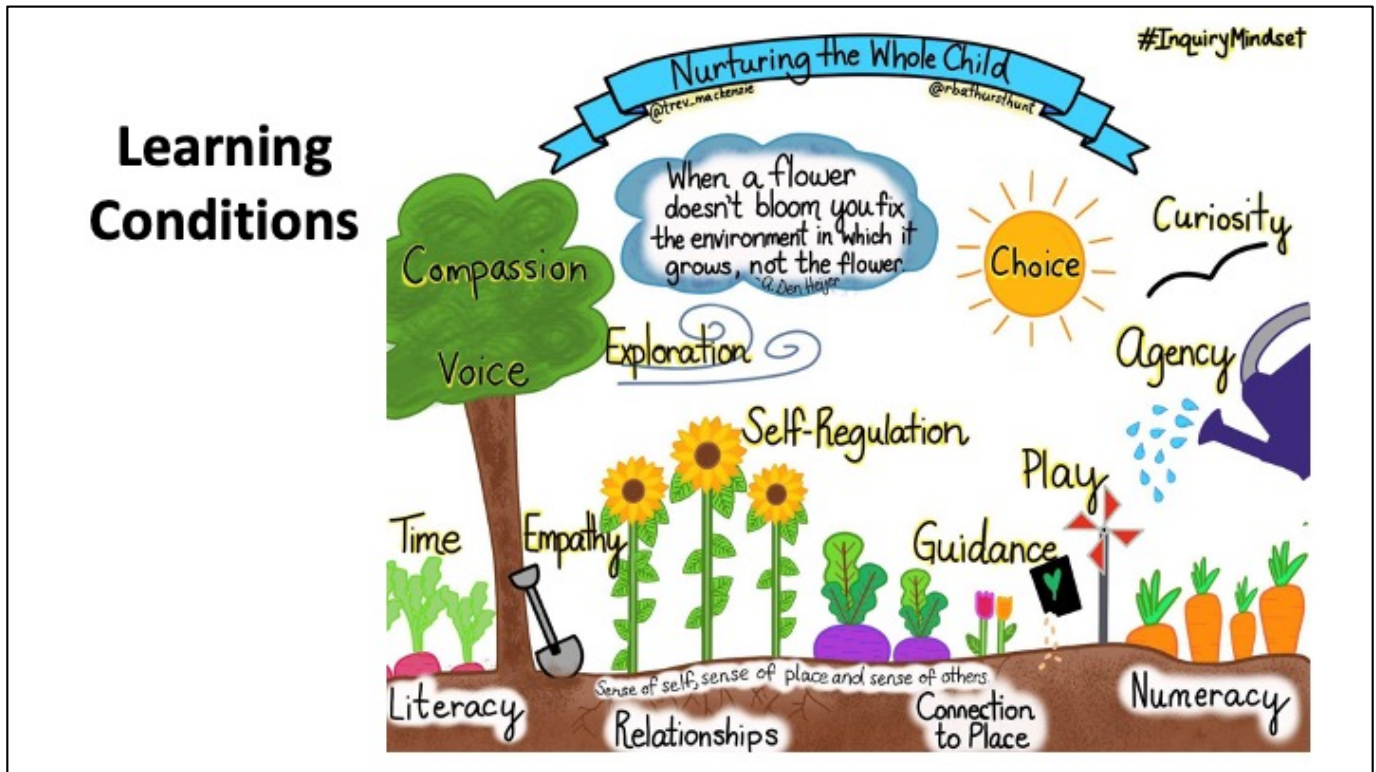 #InquiryMindset
Nurturing the Whole Child
@trev_mackenzie
@rbathursthunt
Learning
Conditions
When a flower
doesn't bloom you fix
the environment in which it
grows, not the flower.
-A. Den Heijer
Choice
Curiosity
Compassion
Exploration
Agency
Voice
Self-Regulation
Play
Time
Empathy
Guidance
Sense of self, sense of place and sense of others.
Literacy
Relationships
Connection
to Place
Numeracy